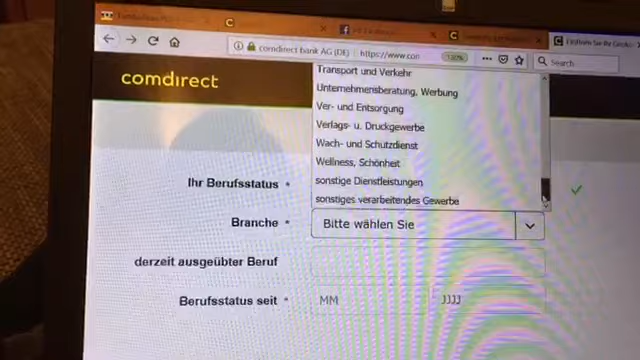 comdirect bank AG (DE)
https://www.con
120%
Search
comdirect
Transport und Verkehr
Unternehmensberatung, Werbung
Ver- und Entsorgung
Verlags- u. Druckgewerbe
Wach- und Schutzdienst
Wellness, Schönheit
sonstige Dienstleistungen
sonstiges verarbeitendes Gewerbe
Ihr Berufsstatus *
Branche * Bitte wählen Sie
derzeit ausgeübter Beruf
Berufsstatus seit * MM JJJJ